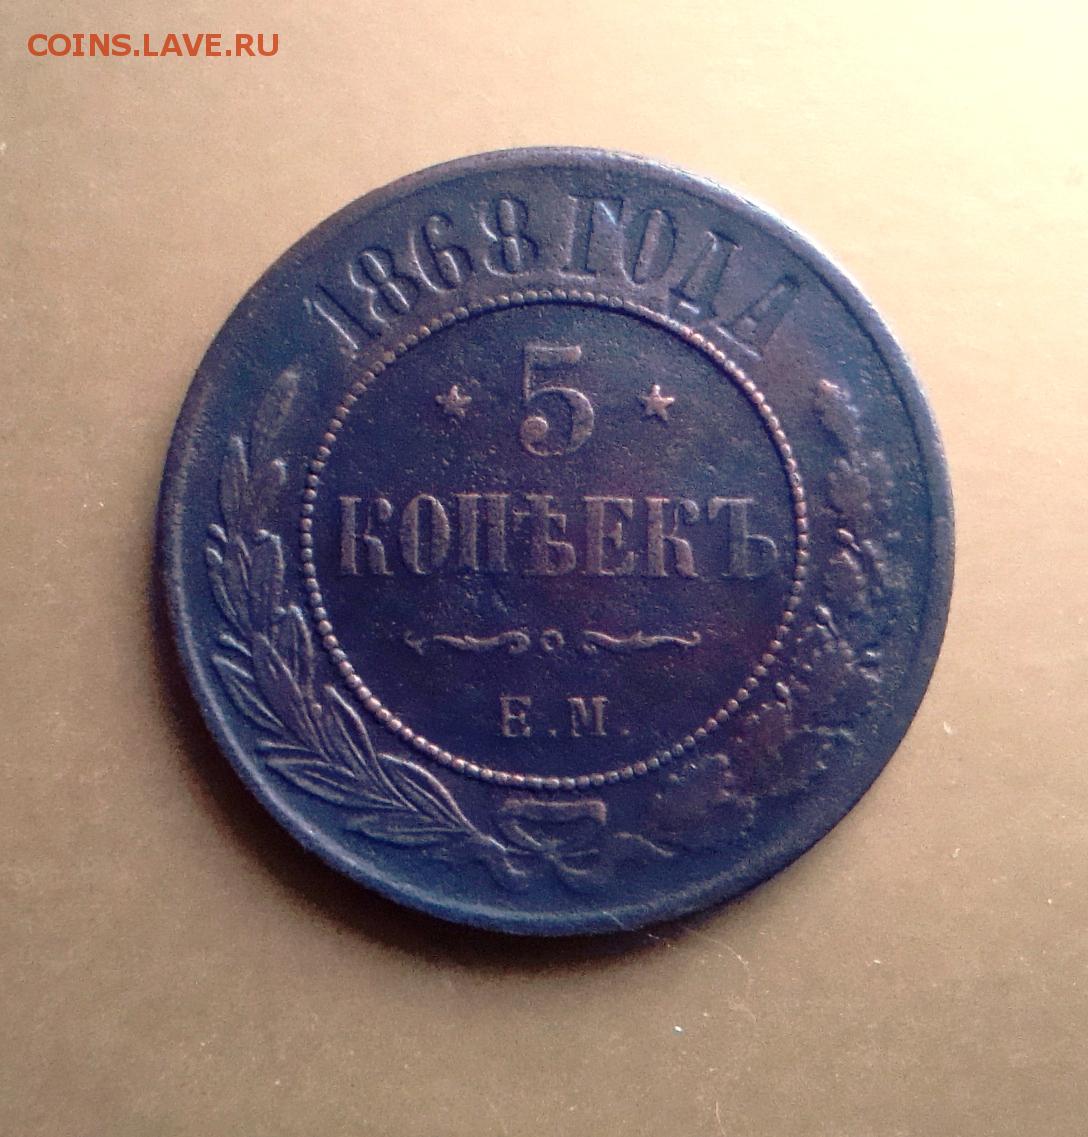 COINS.LAVE.RU
1868 ГОДА
5
КОПѢЕКЪ
Е.М.